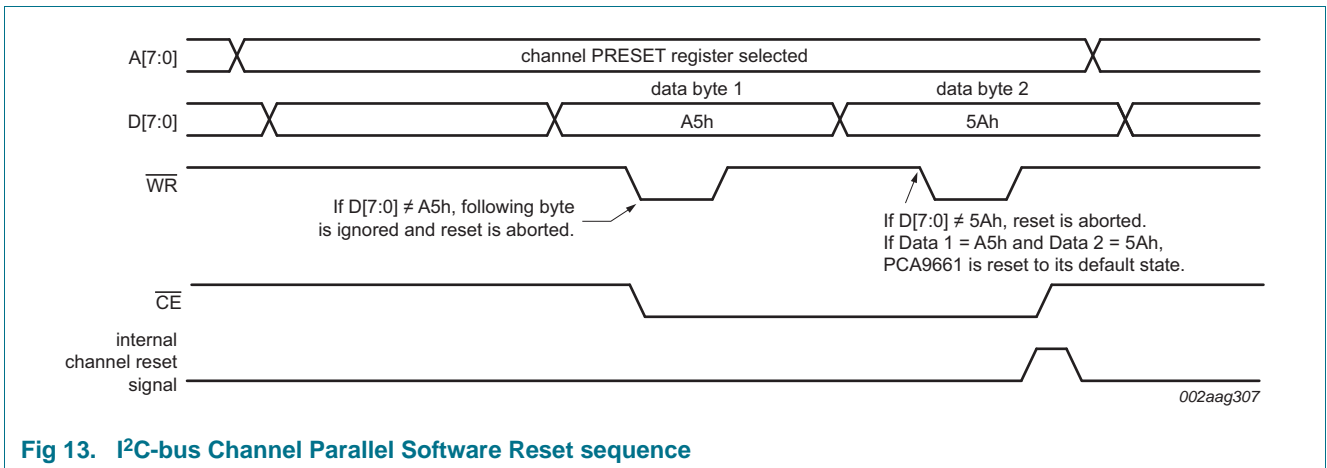 A[7:0]
channel PRESET register selected
data byte 1
data byte 2
D[7:0]
A5h
5Ah
WR
If D[7:0] ≠ A5h, following byte
is ignored and reset is aborted.
If D[7:0] ≠ 5Ah, reset is aborted.
If Data 1 = A5h and Data 2 = 5Ah,
PCA9661 is reset to its default state.
CE
internal
channel reset
signal
002aag307
Fig 13. I²C-bus Channel Parallel Software Reset sequence